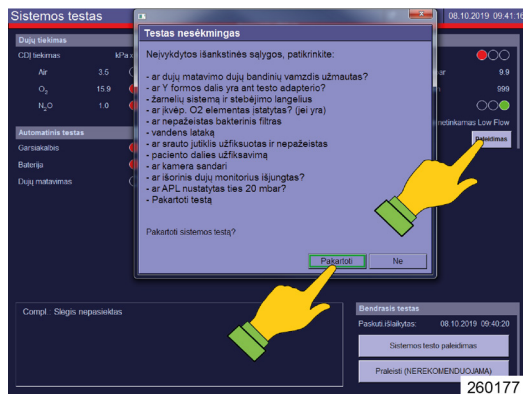 Sistemos testas
08.10.2019 09:41:16
Testas nesėkmingas
Neįvykdytos išankstinės sąlygos, patikrinkite:
- ar dujų matavimo dujų bandinių vamzdis užmautas?
- ar Y formos dalis yra ant testo adapterio?
- žarnelių sistemą ir stebėjimo langelius
- ar įkvėp. O2 elementas įstatytas? (jei yra)
- ar nepažeistas bakterinis filtras
- vandens lataką
- ar srauto jutiklis užfiksuotas ir nepažeistas
- paciento dalies užfiksavimą
- ar kamera sandari
- ar išorinis dujų monitorius išjungtas?
- ar APL nustatytas ties 20 mbar?
- Pakartoti testą
Pakartoti sistemos testą?
Pakartoti
Ne
Dujų tiekimas
CDĮ tiekimas kPa x
Air 3.5
O2 15.9
N2O 1.0
Automatinis testas
Garsiakalbis
Baterija
Dujų matavimas
ar 9.9
on 999
netinkamas Low Flow
Paleidimas
Compl.: Slėgis nepasiektas
Bendrasis testas
Paskuti.išlaikytas: 08.10.2019 09:40:20
Sistemos testo paleidimas
Praleisti (NEREKOMENDUOJAMA)
260177